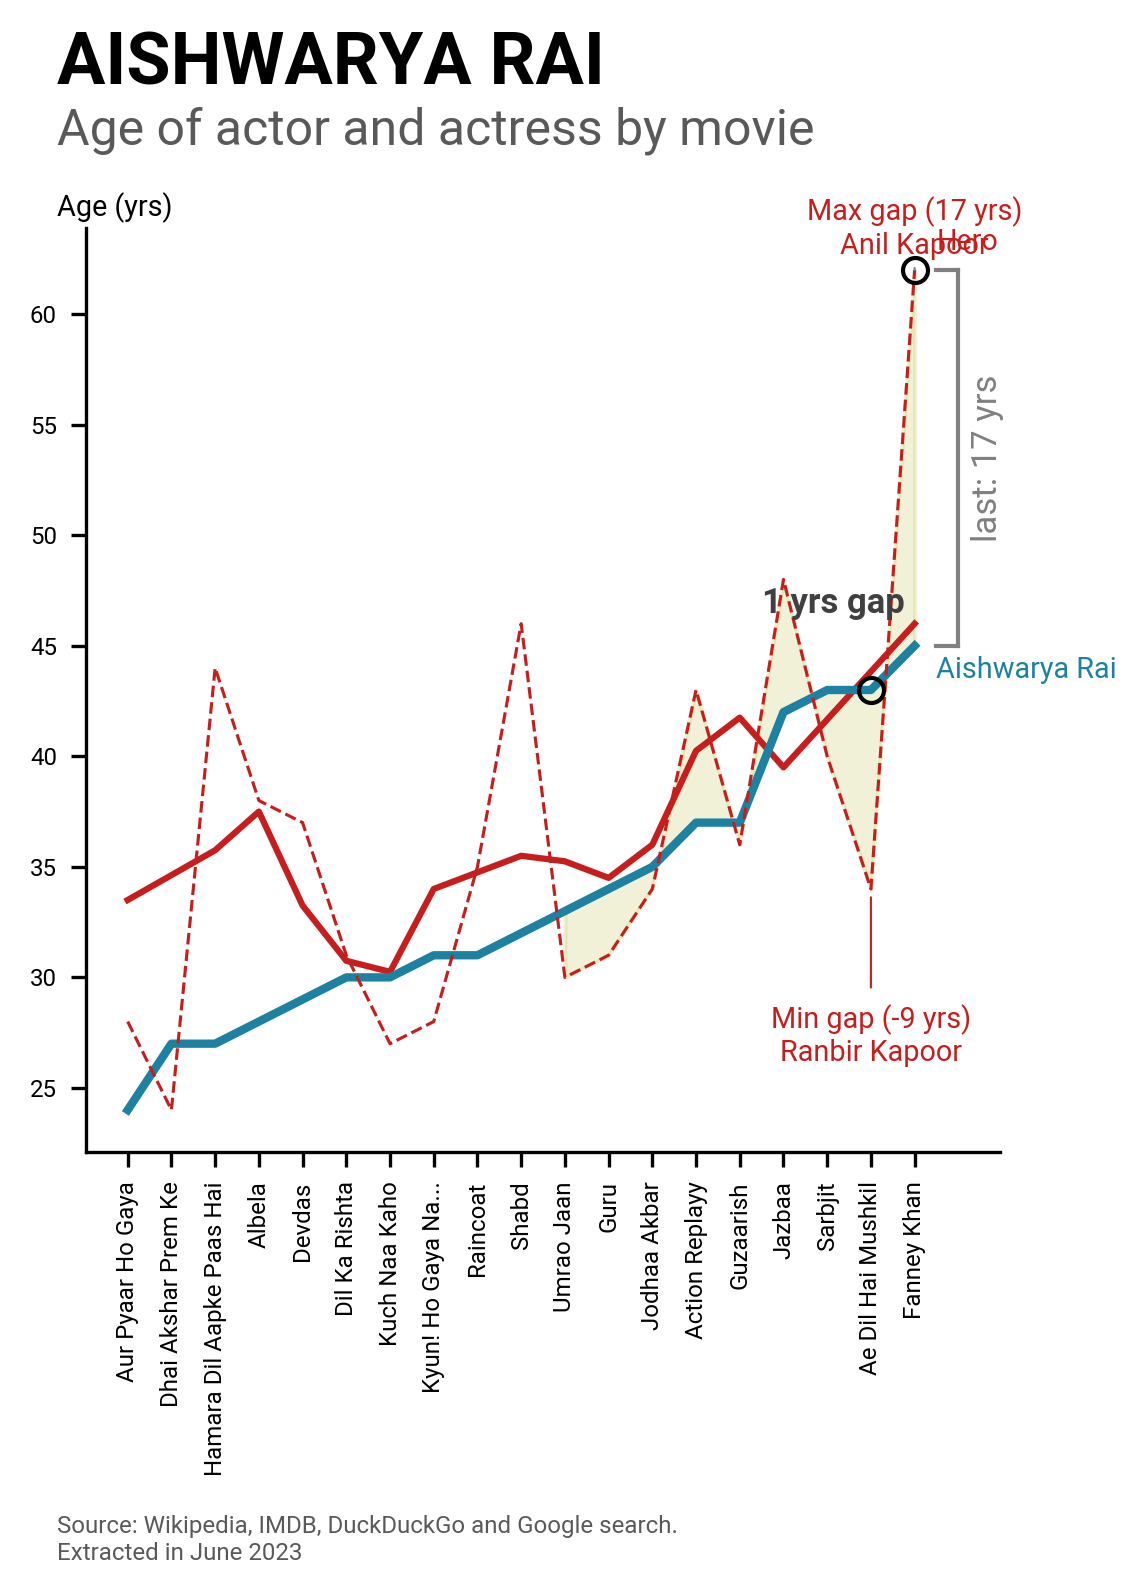 AISHWARYA RAI
Age of actor and actress by movie
Age (yrs)
Max gap (17 yrs)
Anil Kapoor
Hero
60
55
50
45
40
35
30
25
last: 17 yrs
1 yrs gap
Aishwarya Rai
Min gap (-9 yrs)
Ranbir Kapoor
Aur Pyaar Ho Gaya
Dhai Akshar Prem Ke
Hamara Dil Aapke Paas Hai
Albela
Devdas
Dil Ka Rishta
Kuch Naa Kaho
Kyun! Ho Gaya Na...
Raincoat
Shabd
Umrao Jaan
Guru
Jodhaa Akbar
Action Replayy
Guzaarish
Jazbaa
Sarbjit
Ae Dil Hai Mushkil
Fanney Khan
Source: Wikipedia, IMDB, DuckDuckGo and Google search.
Extracted in June 2023